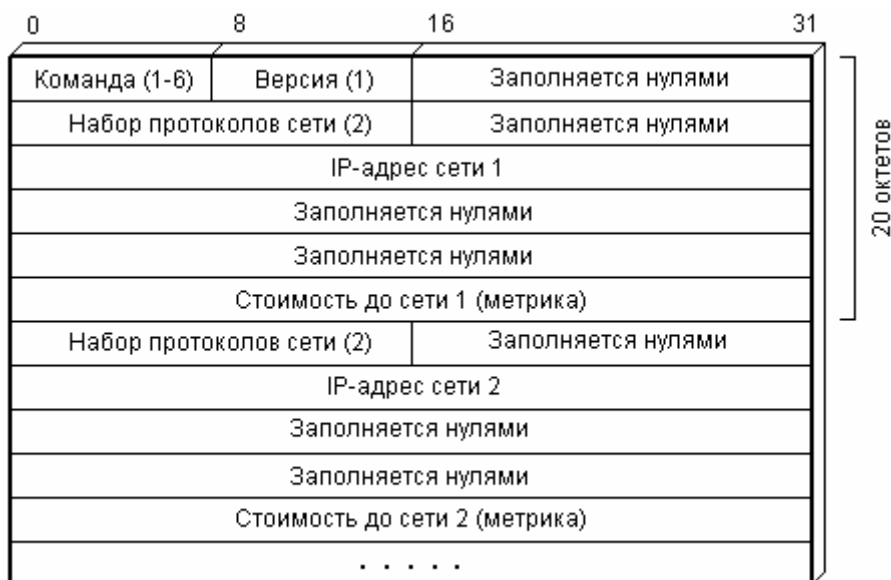 0 8 16 31
Команда (1-6) Версия (1) Заполняется нулями
Набор протоколов сети (2) Заполняется нулями
IP-адрес сети 1
Заполняется нулями
Заполняется нулями
Стоимость до сети 1 (метрика)
20 октетов
Набор протоколов сети (2) Заполняется нулями
IP-адрес сети 2
Заполняется нулями
Заполняется нулями
Стоимость до сети 2 (метрика)
. . . . .